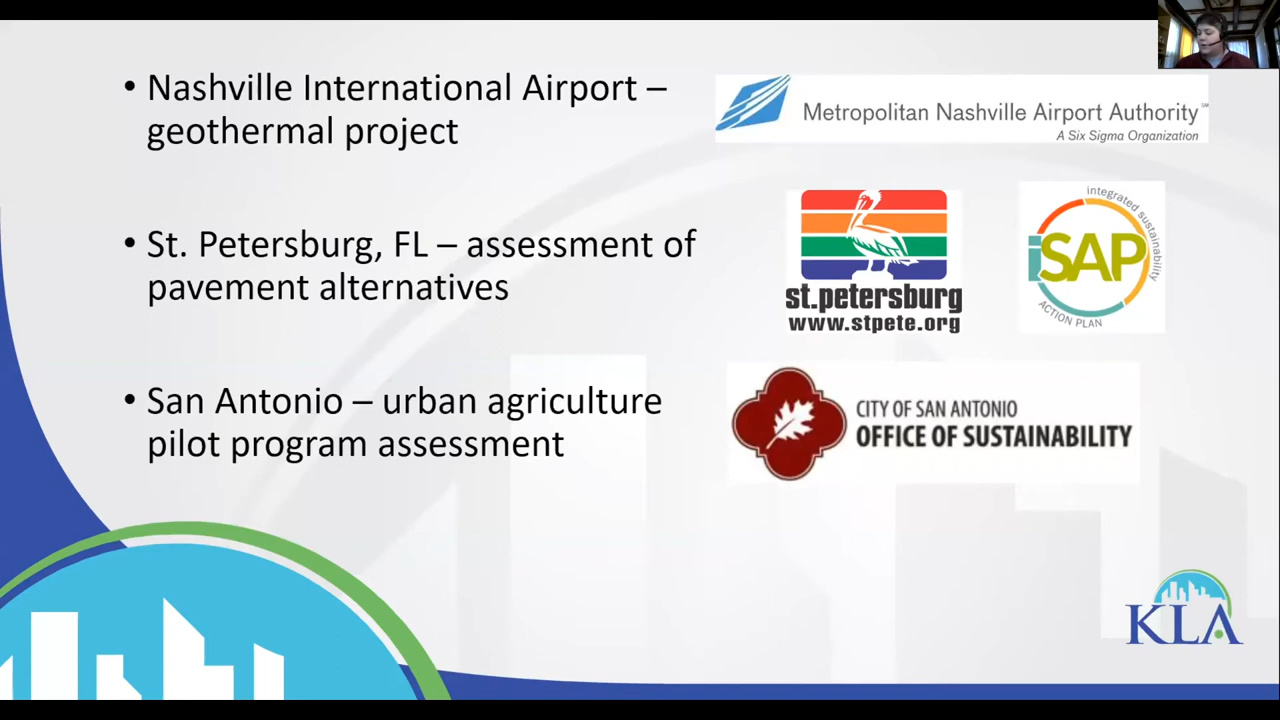 • Nashville International Airport –
geothermal project
Metropolitan Nashville Airport Authority℠
A Six Sigma Organization
• St. Petersburg, FL – assessment of
pavement alternatives
st.petersburg
www.stpete.org
integrated sustainability
iSAP
ACTION PLAN
• San Antonio – urban agriculture
pilot program assessment
CITY OF SAN ANTONIO
OFFICE OF SUSTAINABILITY
KLA